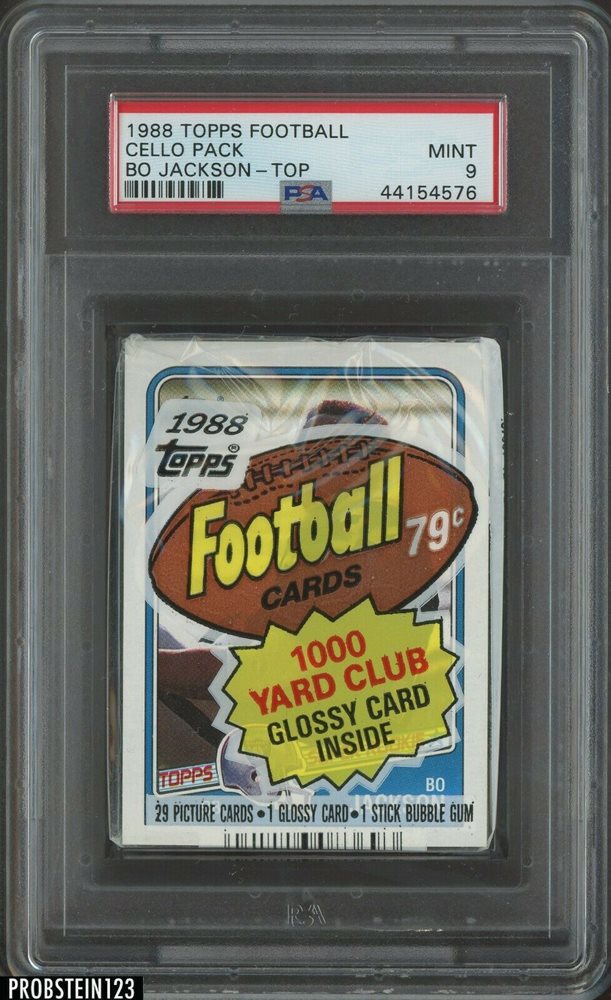 1988 TOPPS FOOTBALL
CELLO PACK MINT
BO JACKSON - TOP 9
PSA 44154576
1988
TOPPS®
Football 79¢
CARDS
1000
YARD CLUB
GLOSSY CARD
INSIDE
TOPPS
BO
JACKSON
29 PICTURE CARDS • 1 GLOSSY CARD • 1 STICK BUBBLE GUM
PSA
PROBSTEIN123